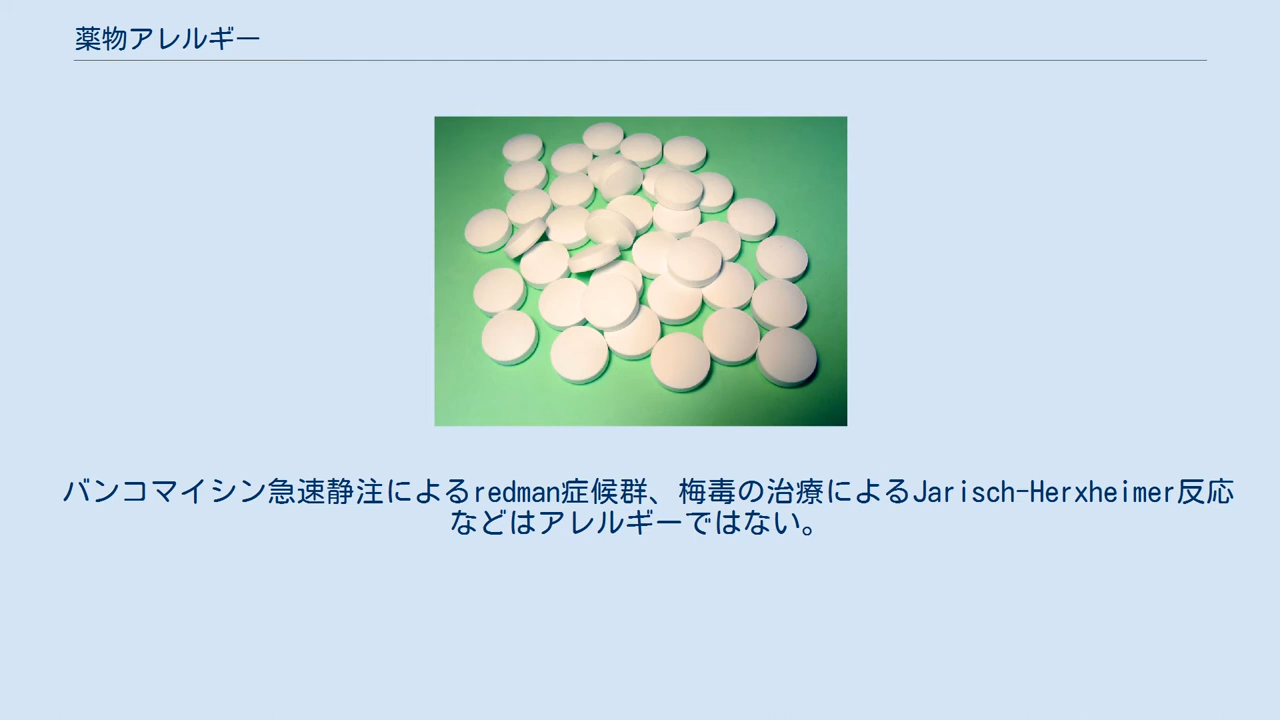 薬物アレルギー
バンコマイシン急速静注によるredman症候群、梅毒の治療によるJarisch-Herxheimer反応
などはアレルギーではない。